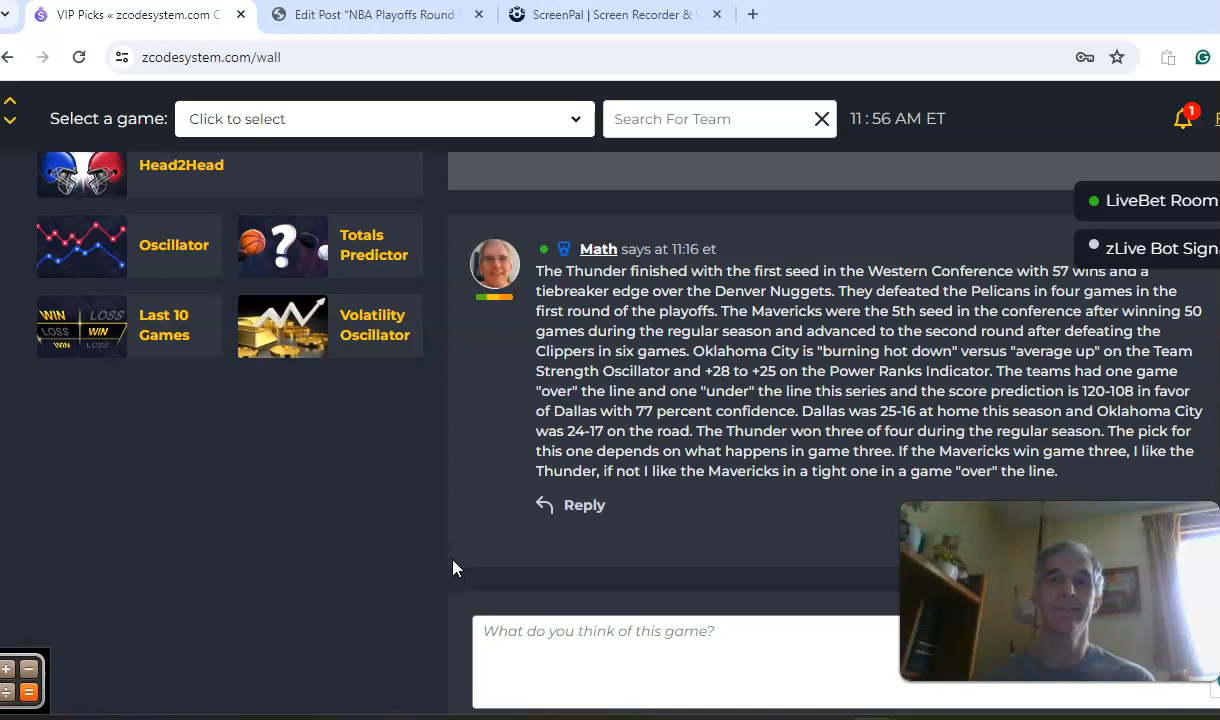 VIP Picks « zcodesystem.com C
Edit Post "NBA Playoffs Round
ScreenPal | Screen Recorder &
zcodesystem.com/wall
Select a game:
Click to select
Search For Team
11 : 56 AM ET
1
Head2Head
LiveBet Room
zLive Bot Sign
Oscillator
Totals
Predictor
WIN LOSS
LOSS WIN
WIN LOSS
Last 10
Games
Volatility
Oscillator
Math says at 11:16 et
The Thunder finished with the first seed in the Western Conference with 57 wins and a
tiebreaker edge over the Denver Nuggets. They defeated the Pelicans in four games in the
first round of the playoffs. The Mavericks were the 5th seed in the conference after winning 50
games during the regular season and advanced to the second round after defeating the
Clippers in six games. Oklahoma City is "burning hot down" versus "average up" on the Team
Strength Oscillator and +28 to +25 on the Power Ranks Indicator. The teams had one game
"over" the line and one "under" the line this series and the score prediction is 120-108 in favor
of Dallas with 77 percent confidence. Dallas was 25-16 at home this season and Oklahoma City
was 24-17 on the road. The Thunder won three of four during the regular season. The pick for
this one depends on what happens in game three. If the Mavericks win game three, I like the
Thunder, if not I like the Mavericks in a tight one in a game "over" the line.
Reply
What do you think of this game?